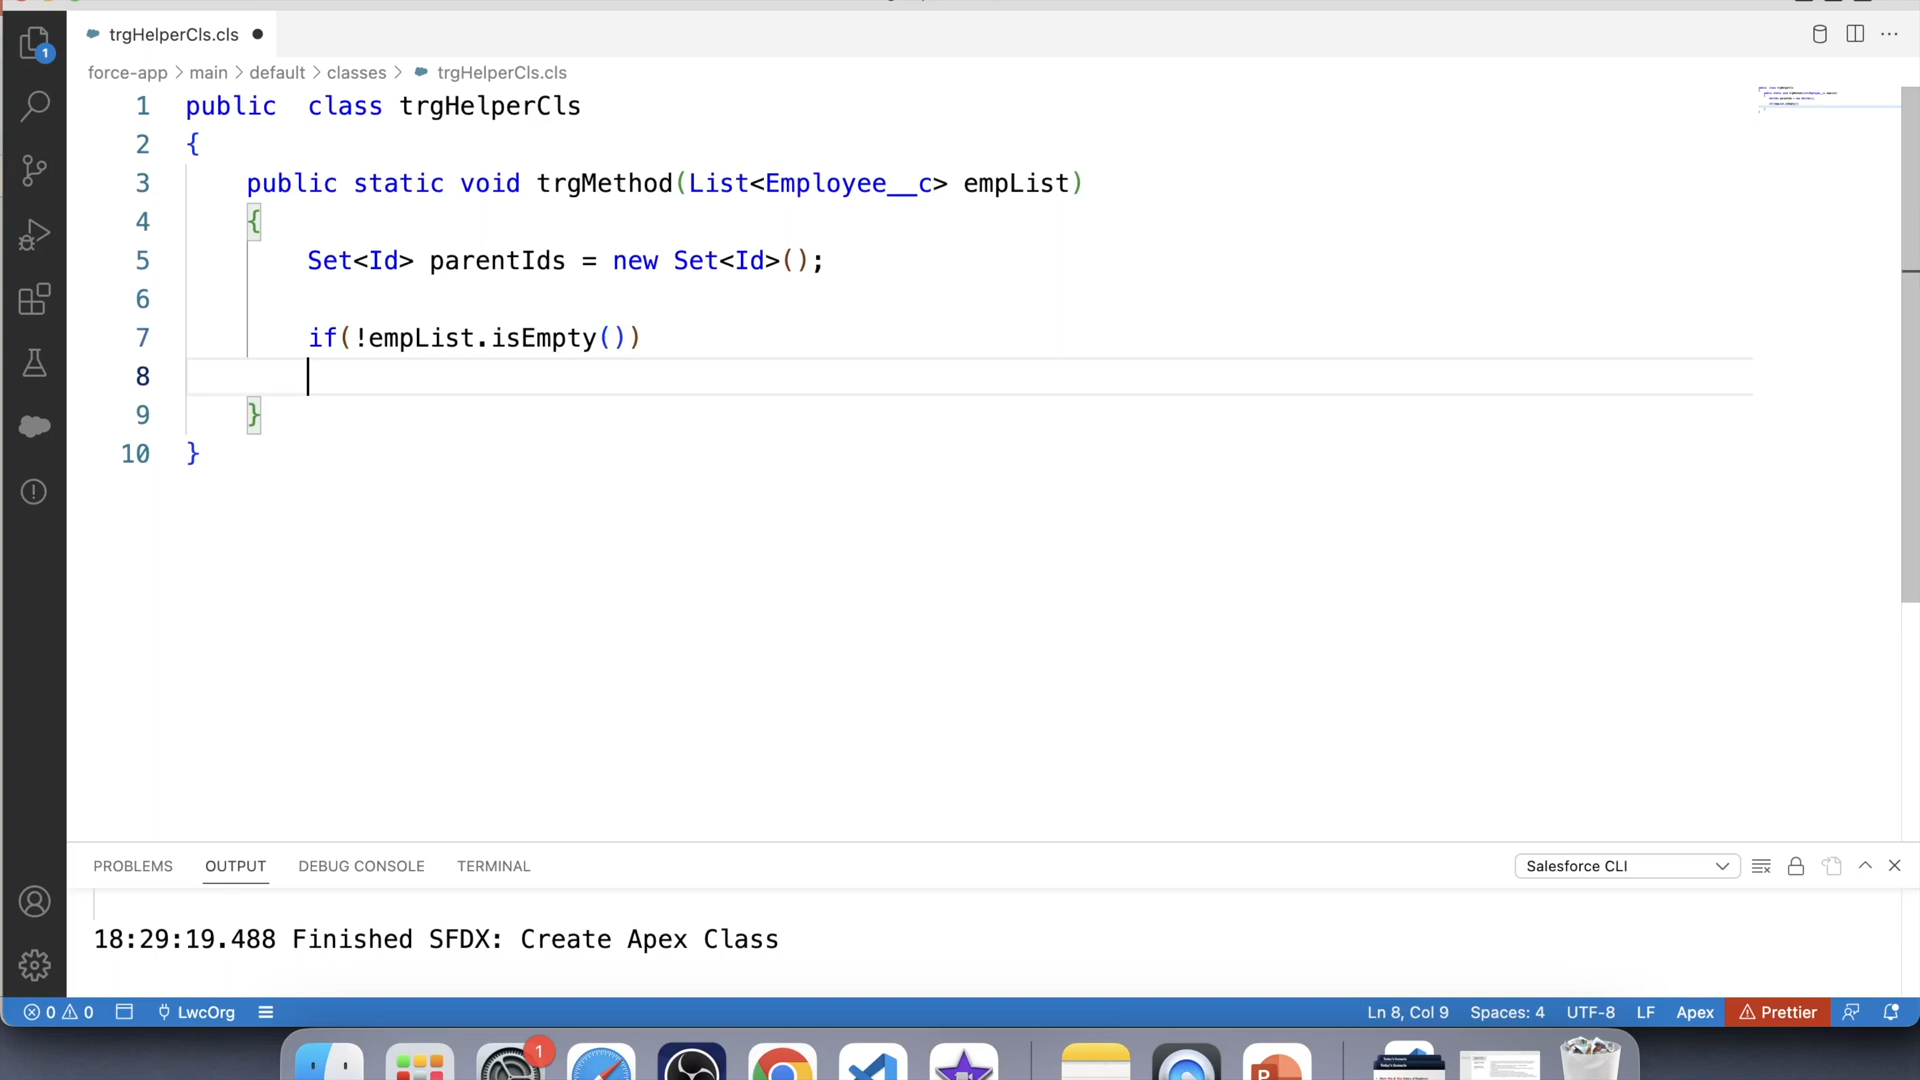 trgHelperCls.cls
force-app > main > default > classes > trgHelperCls.cls
1 public  class trgHelperCls
2 {
3 public static void trgMethod(List<Employee__c> empList)
4 {
5 Set<Id> parentIds = new Set<Id>();
6
7 if(!empList.isEmpty())
8
9 }
10 }
1
PROBLEMS OUTPUT DEBUG CONSOLE TERMINAL Salesforce CLI
18:29:19.488 Finished SFDX: Create Apex Class
0 0 LwcOrg Ln 8, Col 9 Spaces: 4 UTF-8 LF Apex Prettier
1
P